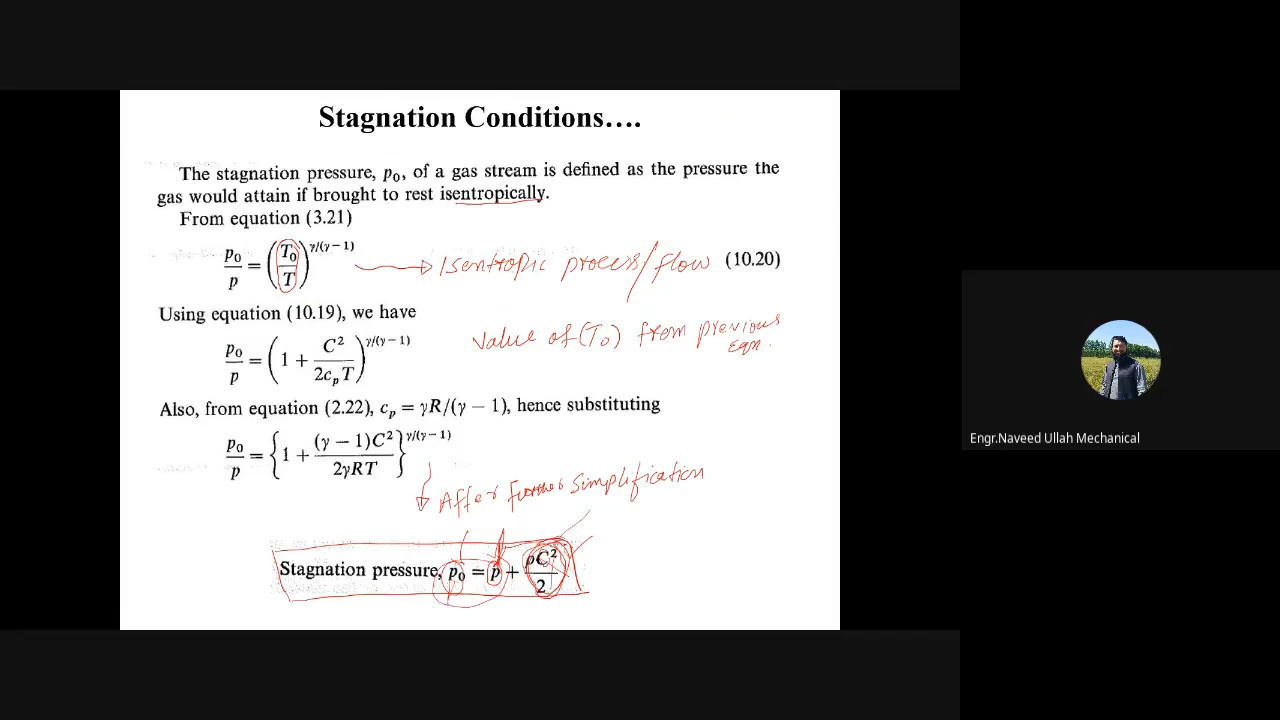 Stagnation Conditions....
The stagnation pressure, p₀, of a gas stream is defined as the pressure the
gas would attain if brought to rest isentropically.
From equation (3.21)
p₀/p = (T₀/T)^γ/(γ − 1) → Isentropic process/flow (10.20)
Using equation (10.19), we have
value of (T₀) from previous
Eqn.
p₀/p = (1 + C²/2cₚT)^γ/(γ − 1)
Also, from equation (2.22), cₚ = γR/(γ − 1), hence substituting
p₀/p = {1 + (γ − 1)C²/2γRT}^γ/(γ − 1)
After further simplification
Stagnation pressure, p₀ = p + ρC²/2
Engr.Naveed Ullah Mechanical